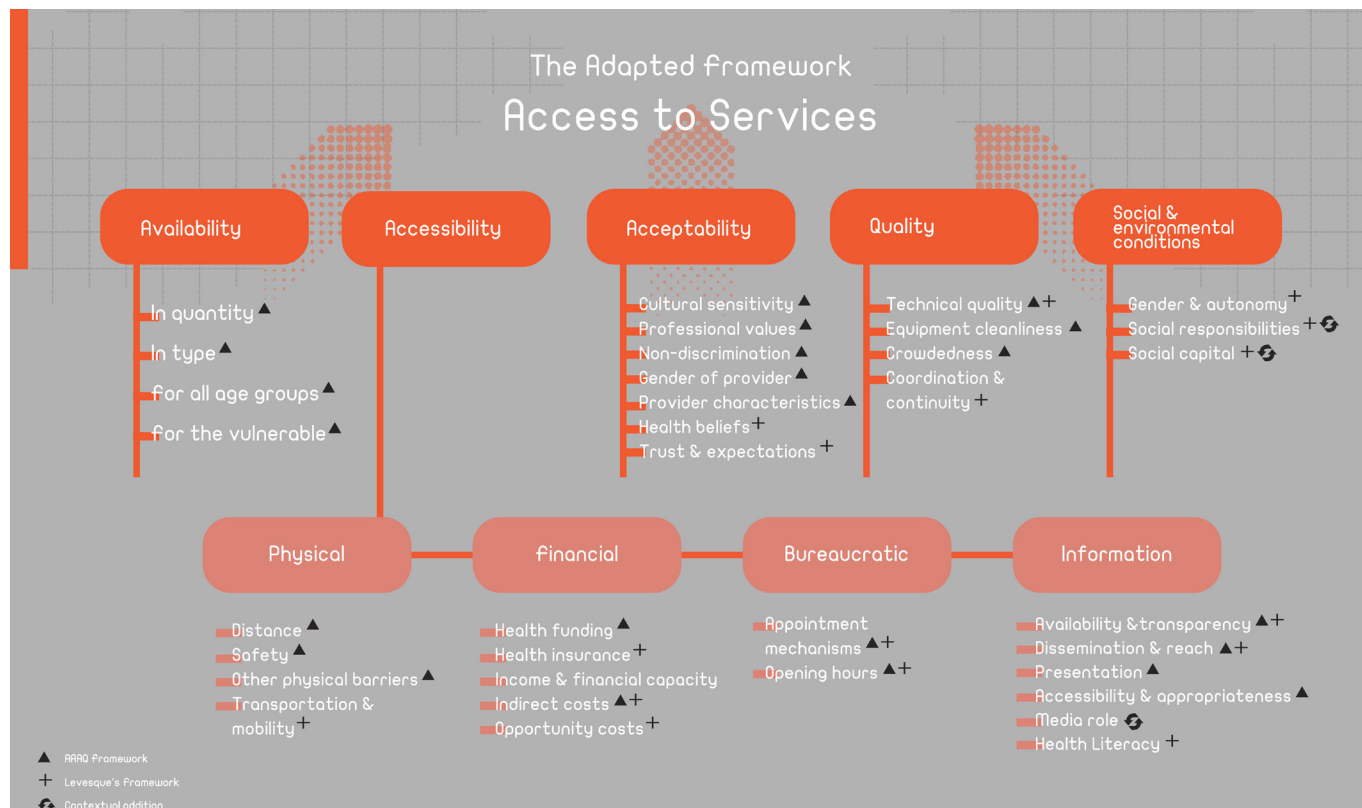 The Adapted Framework
Access to Services
Availability
In quantity ▲
In type ▲
For all age groups ▲
For the vulnerable ▲
Accessibility
Acceptability
Cultural sensitivity ▲
Professional values ▲
Non-discrimination ▲
Gender of provider ▲
Provider characteristics ▲
Health beliefs +
Trust & expectations +
Quality
Technical quality ▲ +
Equipment cleanliness ▲
Crowdedness ▲
Coordination &
continuity +
Social &
environmental
conditions
Gender & autonomy +
Social responsibilities +
Social capital +
Physical
Distance ▲
Safety ▲
Other physical barriers ▲
Transportation &
mobility +
Financial
Health funding ▲
Health insurance +
Income & financial capacity
Indirect costs ▲ +
Opportunity costs +
Bureaucratic
Appointment
mechanisms ▲ +
Opening hours ▲ +
Information
Availability & transparency ▲ +
Dissemination & reach ▲ +
Presentation ▲
Accessibility & appropriateness ▲
Media role
Health Literacy +
▲ AAAQ Framework
+ Levesque's Framework
Contextual addition